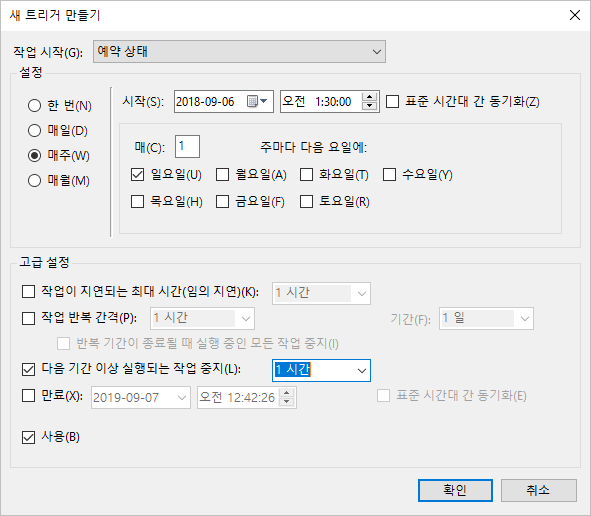 새 트리거 만들기
작업 시작(G): 예약 상태
설정
한 번(N)
매일(D)
매주(W)
매월(M)
시작(S): 2018-09-06 오전 1:30:00 표준 시간대 간 동기화(Z)
매(C): 1 주마다 다음 요일에:
일요일(U) 월요일(A) 화요일(T) 수요일(Y)
목요일(H) 금요일(F) 토요일(R)
고급 설정
작업이 지연되는 최대 시간(임의 지연)(K): 1 시간
작업 반복 간격(P): 1 시간 기간(F): 1 일
반복 기간이 종료될 때 실행 중인 모든 작업 중지(I)
다음 기간 이상 실행되는 작업 중지(L): 1 시간
만료(X): 2019-09-07 오전 12:42:26 표준 시간대 간 동기화(E)
사용(B)
확인 취소